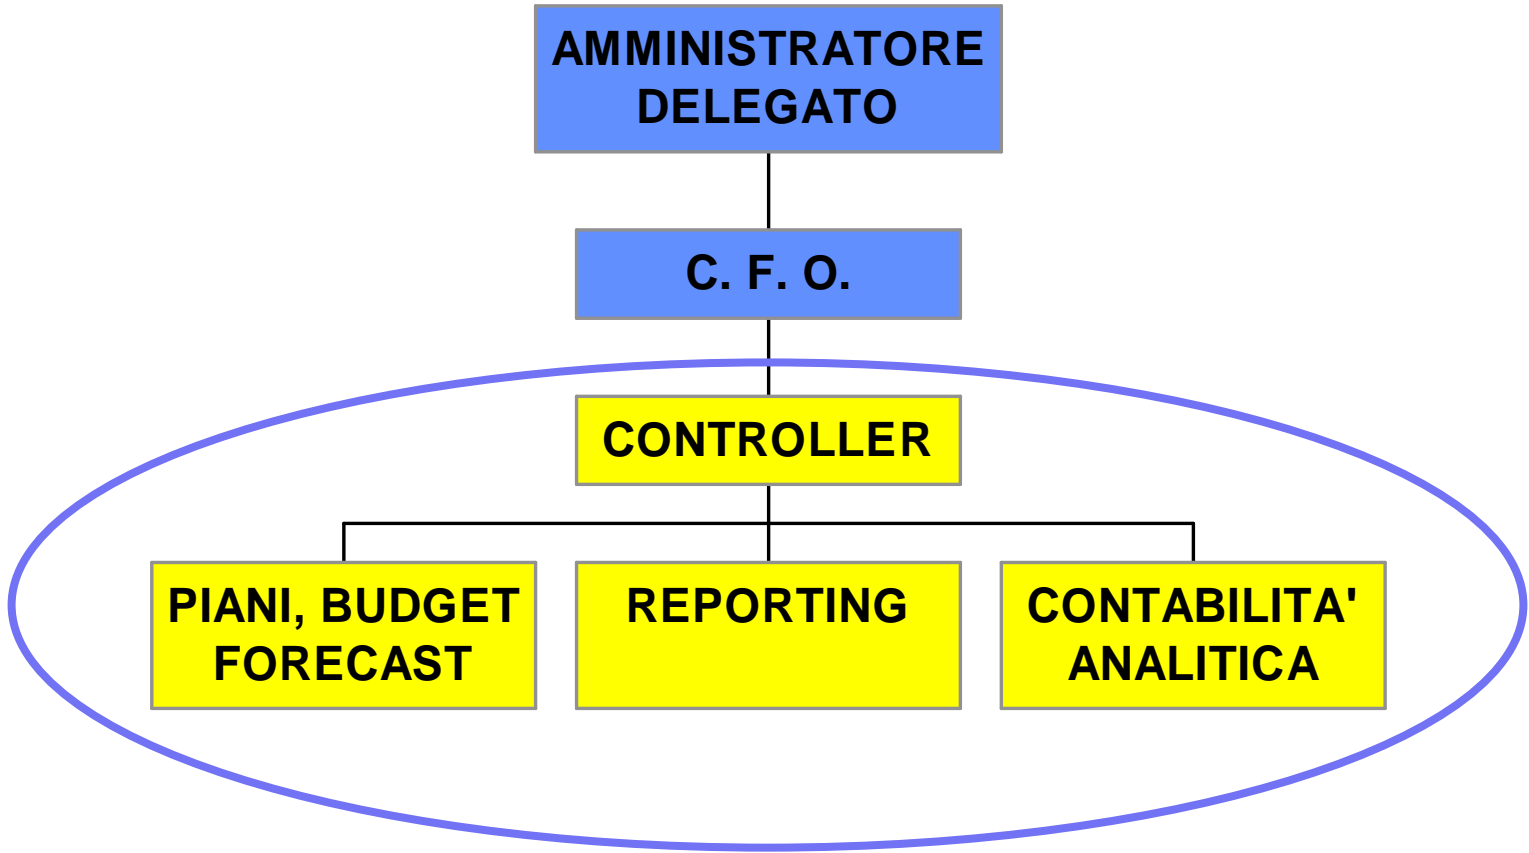 AMMINISTRATORE
DELEGATO
C. F. O.
CONTROLLER
PIANI, BUDGET
FORECAST
REPORTING
CONTABILITA'
ANALITICA